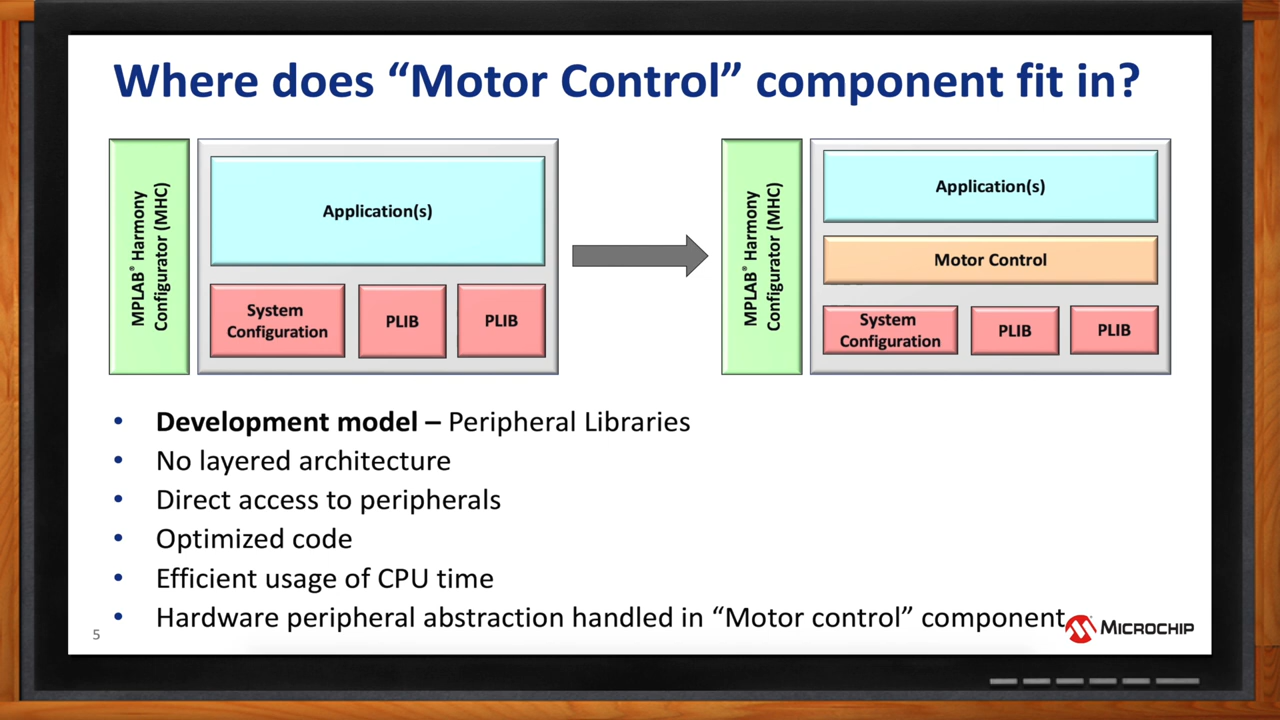 Where does “Motor Control” component fit in?
MPLAB® Harmony
Configurator (MHC)
Application(s)
System
Configuration
PLIB
PLIB
MPLAB® Harmony
Configurator (MHC)
Application(s)
Motor Control
System
Configuration
PLIB
PLIB
• Development model – Peripheral Libraries
• No layered architecture
• Direct access to peripherals
• Optimized code
• Efficient usage of CPU time
• Hardware peripheral abstraction handled in “Motor control” component
5
MICROCHIP